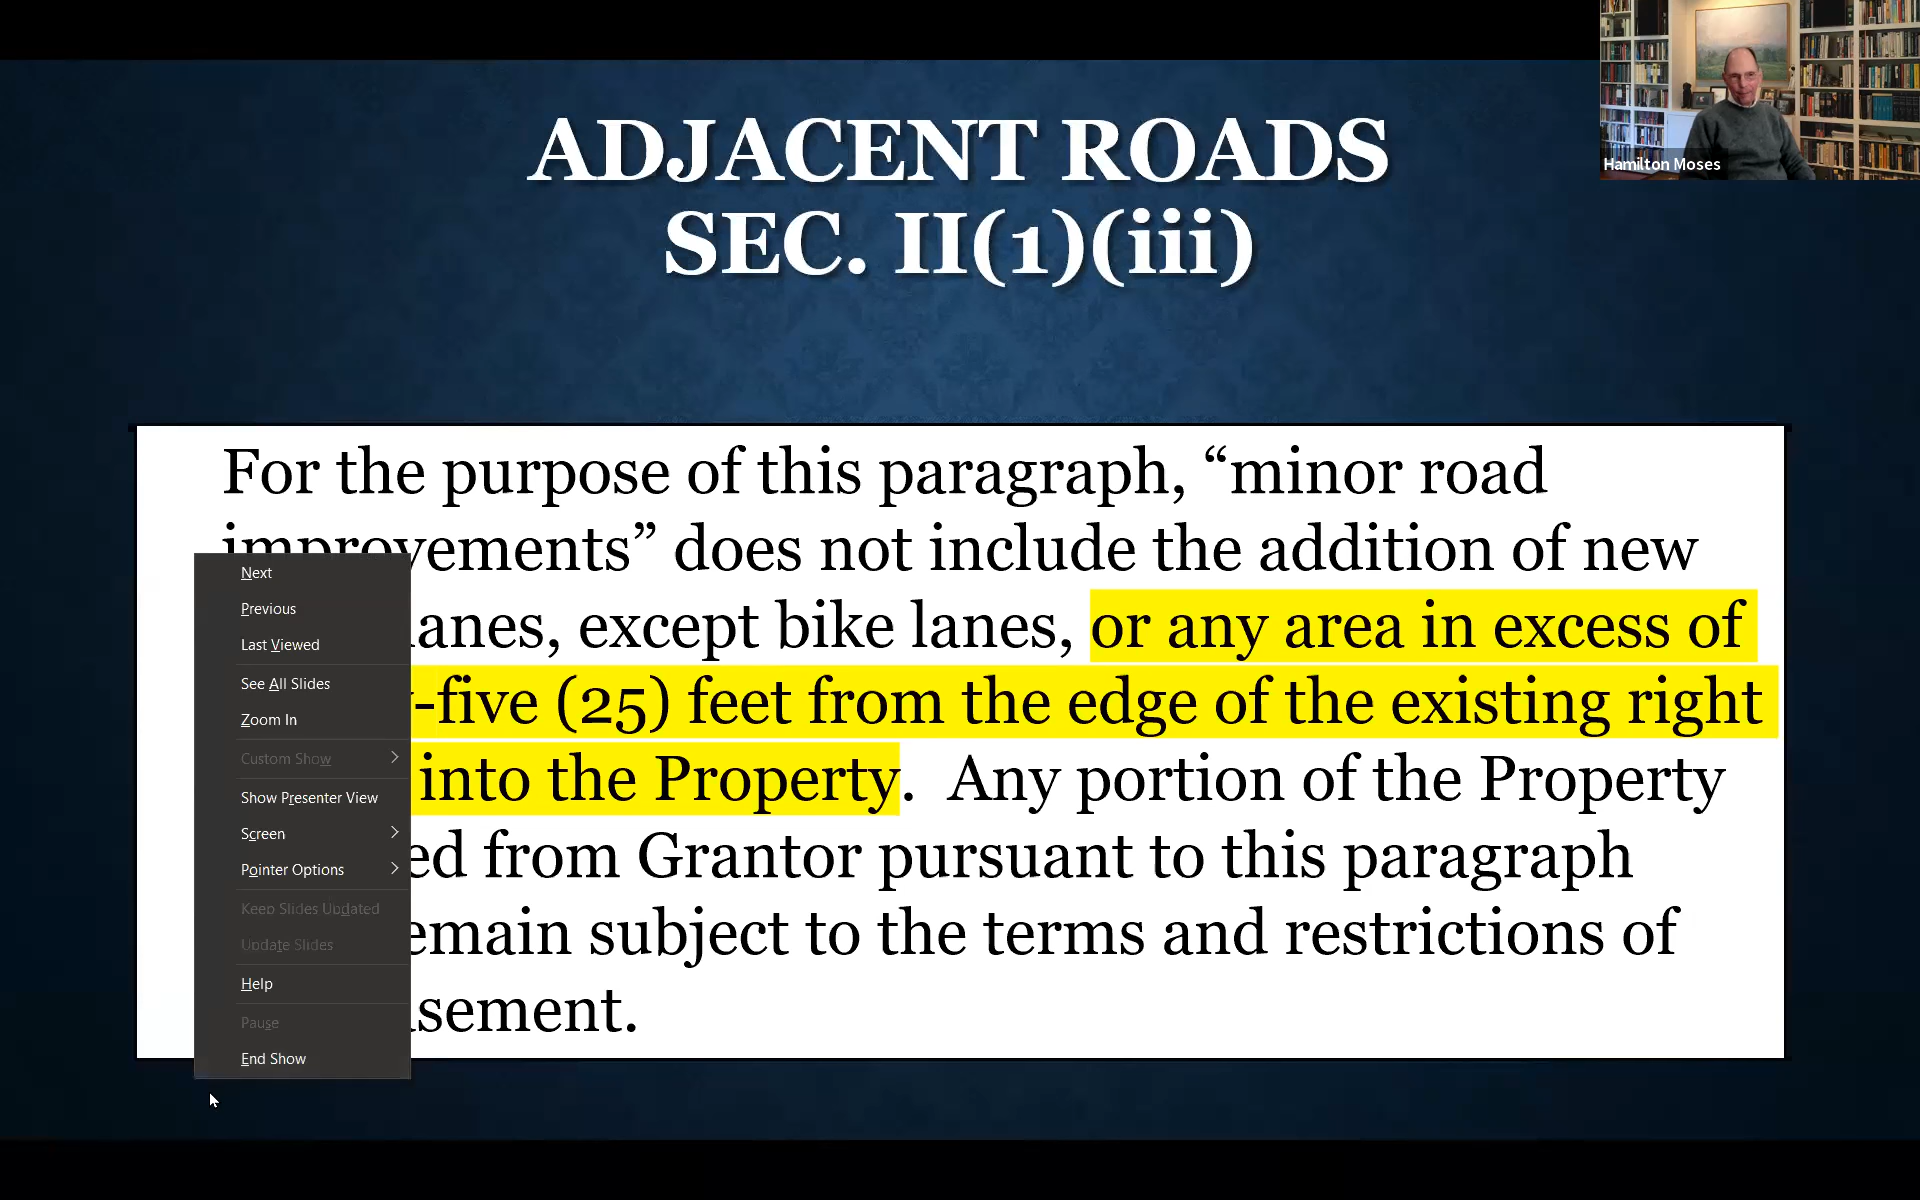 ADJACENT ROADS
SEC. II(1)(iii)
Hamilton Moses
For the purpose of this paragraph, “minor road
improvements” does not include the addition of new
lanes, except bike lanes, or any area in excess of
-five (25) feet from the edge of the existing right
into the Property. Any portion of the Property
ed from Grantor pursuant to this paragraph
emain subject to the terms and restrictions of
sement.
Next
Previous
Last Viewed
See All Slides
Zoom In
Custom Show
Show Presenter View
Screen
Pointer Options
Keep Slides Updated
Update Slides
Help
Pause
End Show